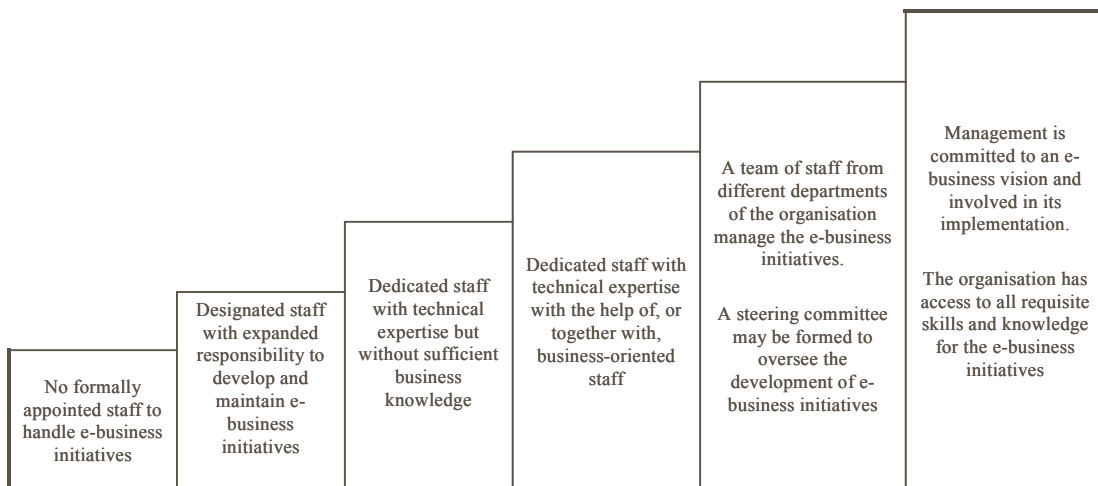 No formally
appointed staff to
handle e-business
initiatives
Designated staff
with expanded
responsibility to
develop and
maintain e-
business
initiatives
Dedicated staff
with technical
expertise but
without sufficient
business
knowledge
Dedicated staff with
technical expertise
with the help of, or
together with,
business-oriented
staff
A team of staff from
different departments
of the organisation
manage the e-business
initiatives.
A steering committee
may be formed to
oversee the
development of e-
business initiatives
Management is
committed to an e-
business vision and
involved in its
implementation.
The organisation has
access to all requisite
skills and knowledge
for the e-business
initiatives